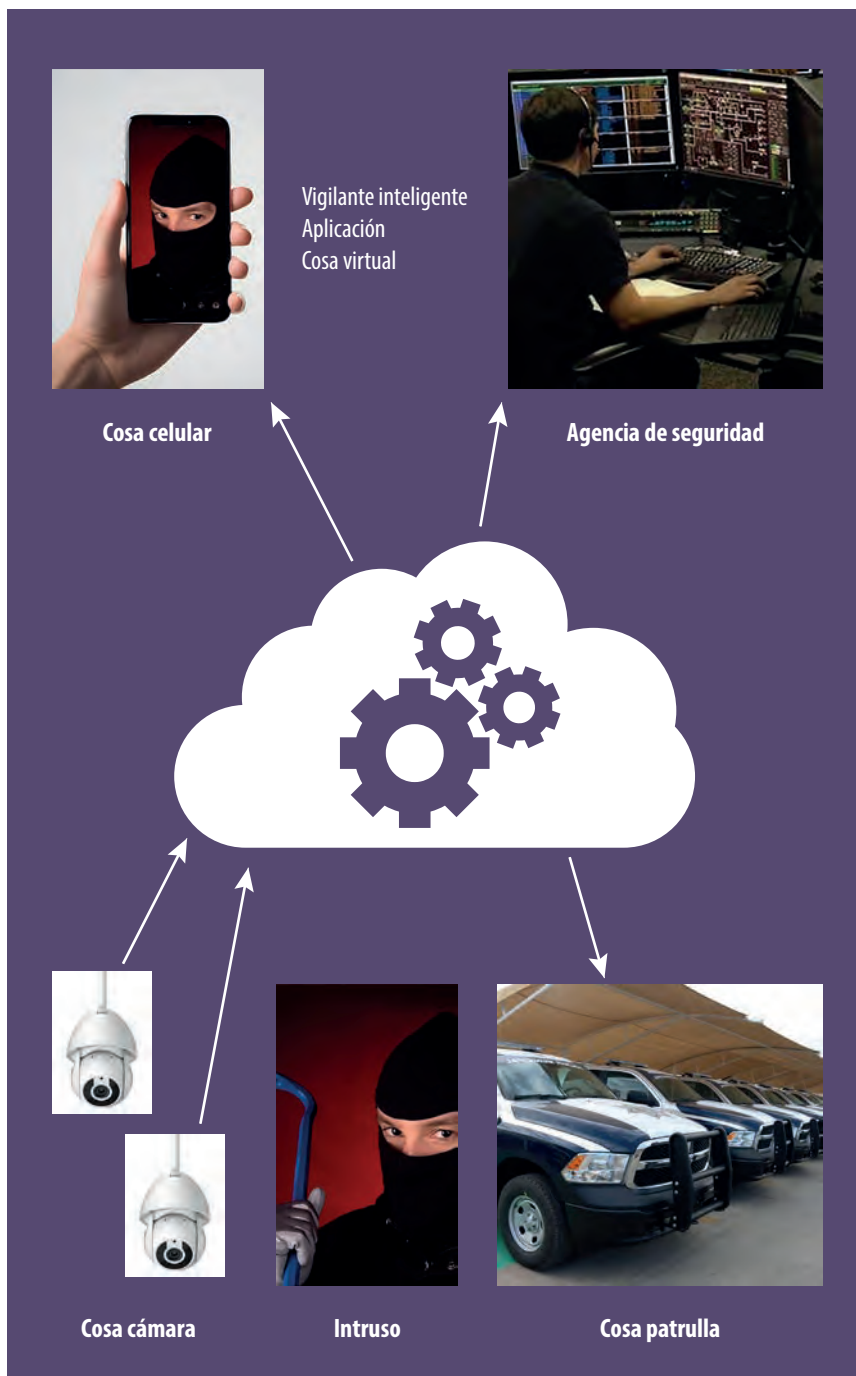 Vigilante inteligente
Aplicación
Cosa virtual
Cosa celular
Agencia de seguridad
Cosa cámara
Intruso
Cosa patrulla